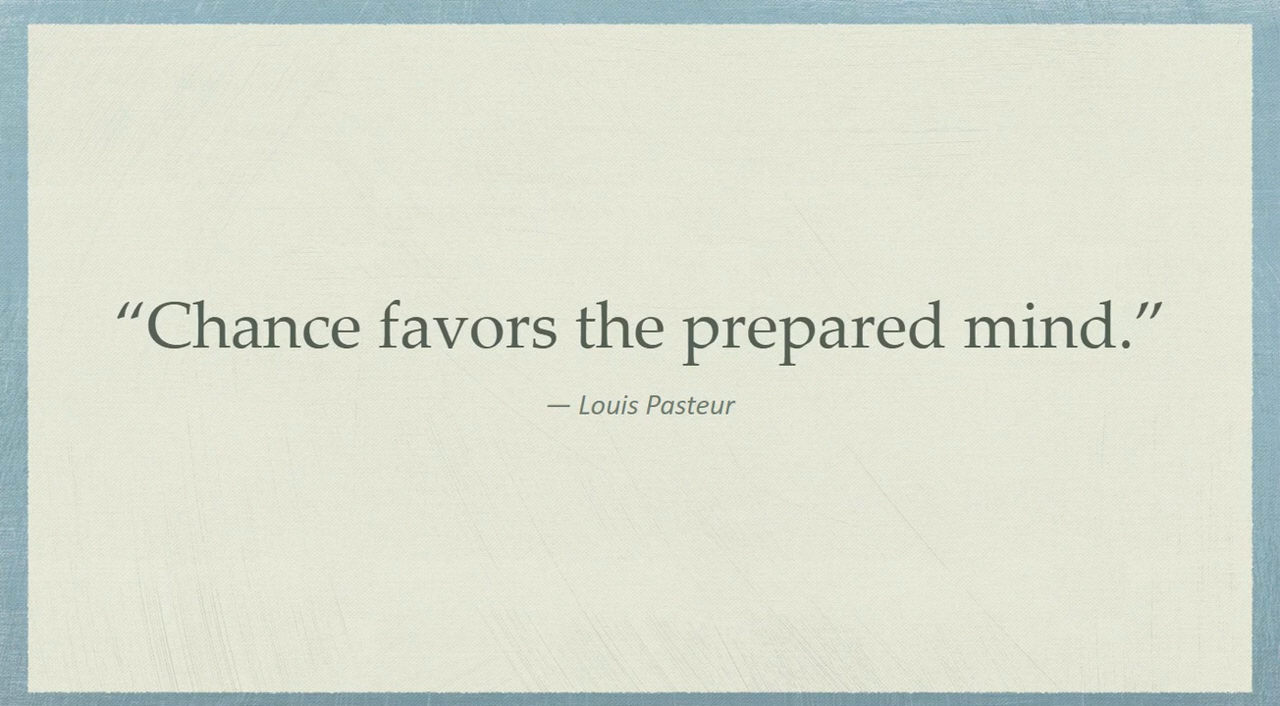 “Chance favors the prepared mind.”
— Louis Pasteur